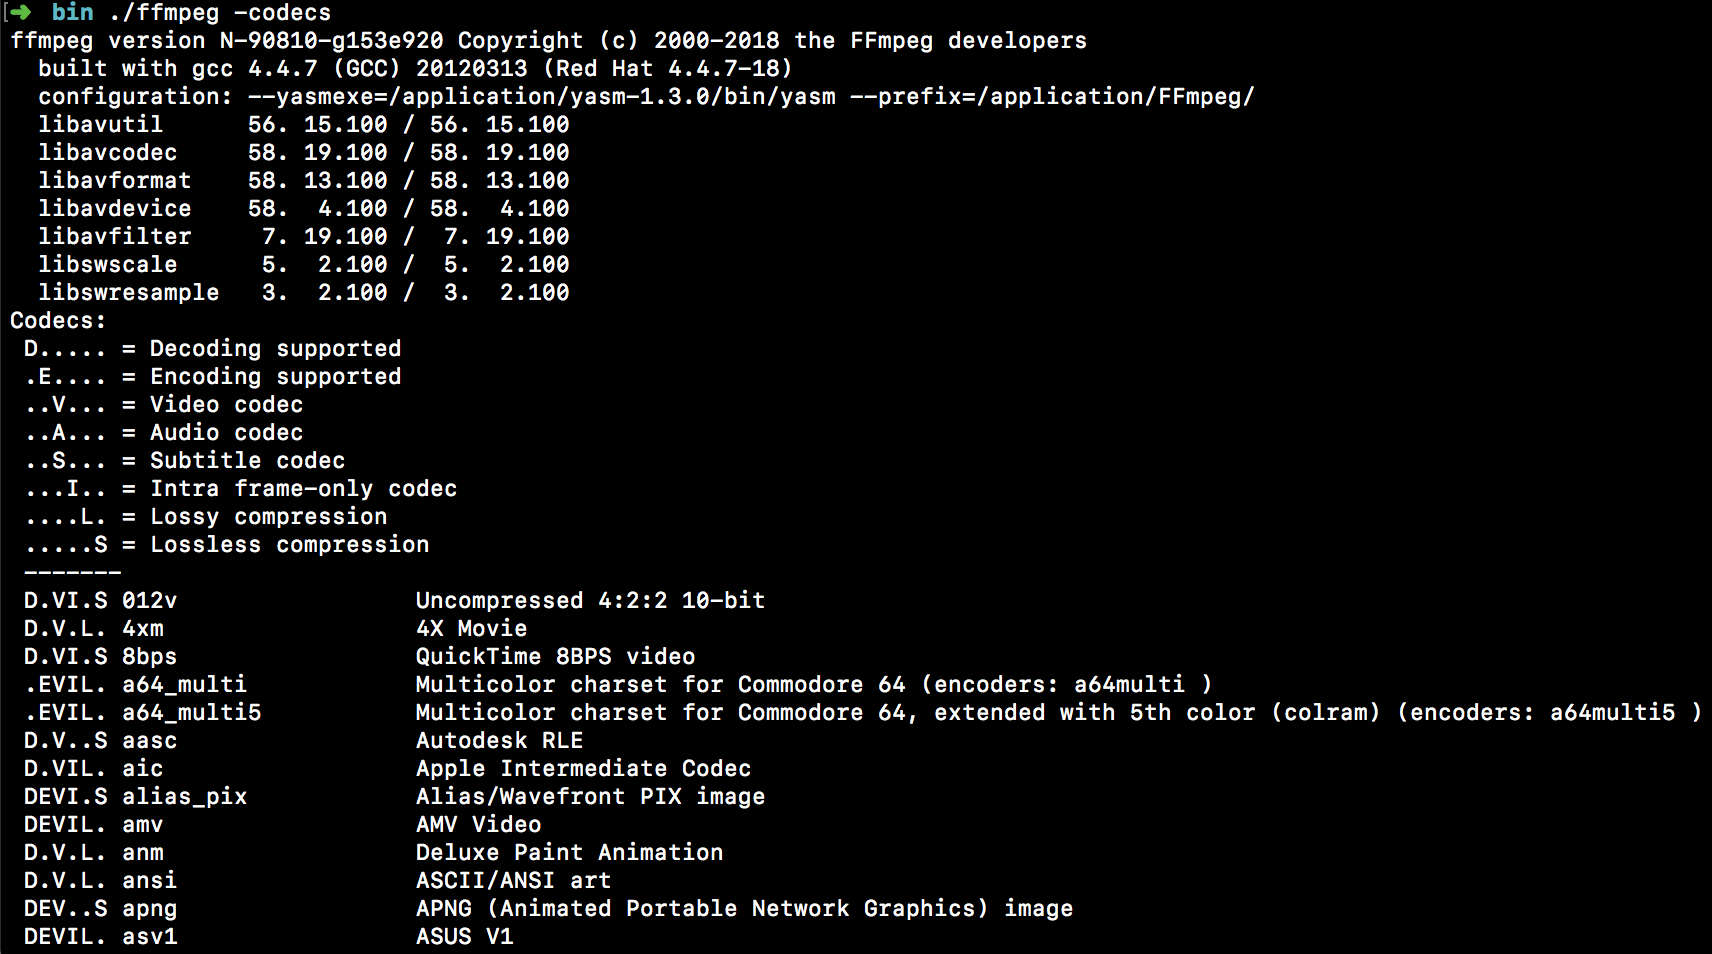 [➜  bin ./ffmpeg -codecs
ffmpeg version N-90810-g153e920 Copyright (c) 2000-2018 the FFmpeg developers
  built with gcc 4.4.7 (GCC) 20120313 (Red Hat 4.4.7-18)
  configuration: --yasmexe=/application/yasm-1.3.0/bin/yasm --prefix=/application/FFmpeg/
  libavutil      56. 15.100 / 56. 15.100
  libavcodec     58. 19.100 / 58. 19.100
  libavformat    58. 13.100 / 58. 13.100
  libavdevice    58.  4.100 / 58.  4.100
  libavfilter     7. 19.100 /  7. 19.100
  libswscale      5.  2.100 /  5.  2.100
  libswresample   3.  2.100 /  3.  2.100
Codecs:
 D..... = Decoding supported
 .E.... = Encoding supported
 ..V... = Video codec
 ..A... = Audio codec
 ..S... = Subtitle codec
 ...I.. = Intra frame-only codec
 ....L. = Lossy compression
 .....S = Lossless compression
 -------
 D.VI.S 012v                 Uncompressed 4:2:2 10-bit
 D.V.L. 4xm                  4X Movie
 D.VI.S 8bps                 QuickTime 8BPS video
 .EVIL. a64_multi            Multicolor charset for Commodore 64 (encoders: a64multi )
 .EVIL. a64_multi5           Multicolor charset for Commodore 64, extended with 5th color (colram) (encoders: a64multi5 )
 D.V..S aasc                 Autodesk RLE
 D.VIL. aic                  Apple Intermediate Codec
 DEVI.S alias_pix            Alias/Wavefront PIX image
 DEVIL. amv                  AMV Video
 D.V.L. anm                  Deluxe Paint Animation
 D.V.L. ansi                 ASCII/ANSI art
 DEV..S apng                 APNG (Animated Portable Network Graphics) image
 DEVIL. asv1                 ASUS V1